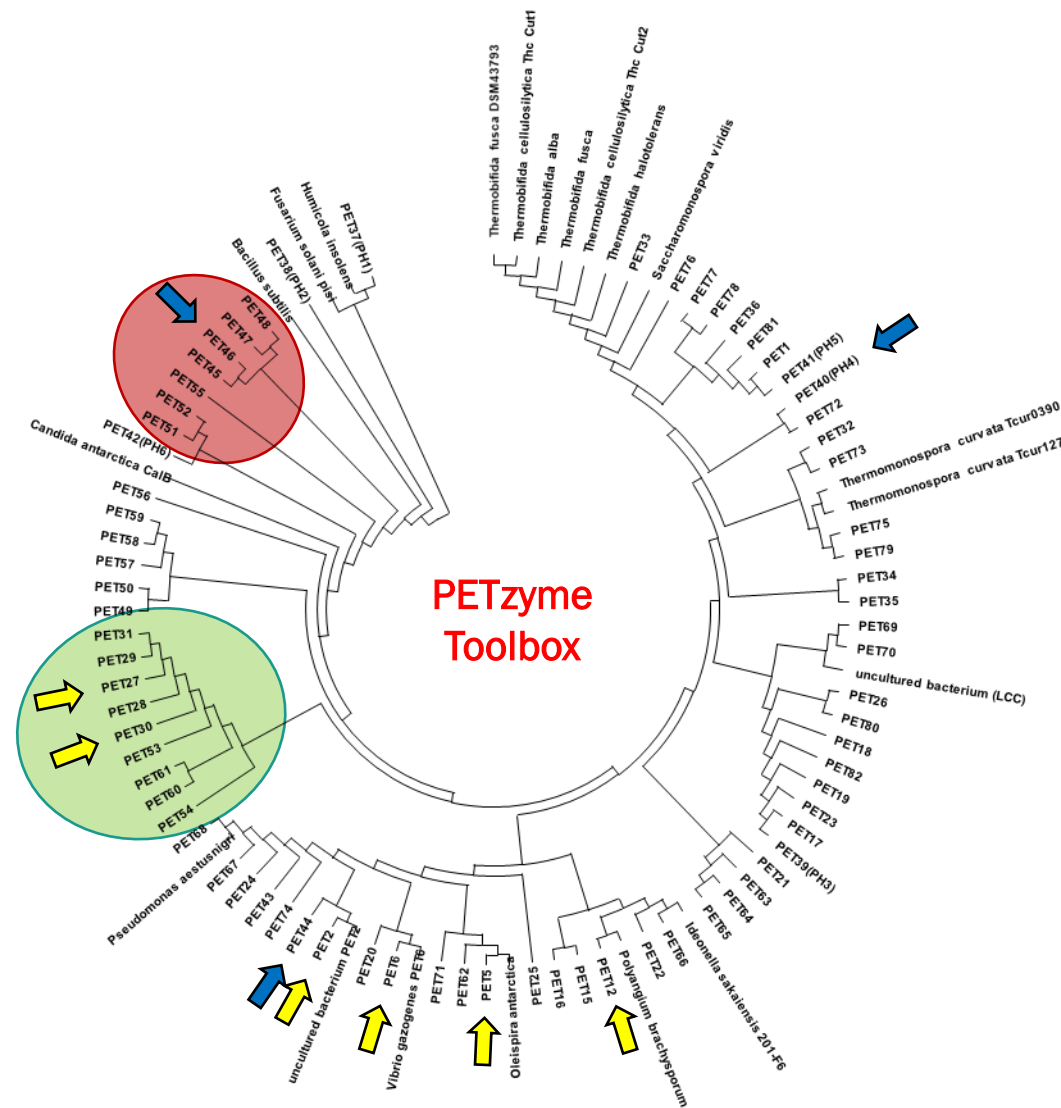 Thermobifida fusca DSM43793
Thermobifida cellulosilytica Thc Cut1
Thermobifida alba
Thermobifida fusca
Thermobifida cellulosilytica Thc Cut2
Thermobifida halotolerans
PET33
Saccharomonospora viridis
PET76
PET77
PET78
PET36
PET81
PET1
PET41(PH5)
PET40(PH4)
PET72
PET32
PET73
Thermomonospora curvata Tcur0390
Thermomonospora curvata Tcur127
PET75
PET79
PET34
PET35
PET69
PET70
uncultured bacterium (LCC)
PET26
PET80
PET18
PET82
PET19
PET23
PET17
PET39(PH3)
PET21
PET63
PET64
PET65
Ideonella sakaiensis 201-F6
PET66
PET22
Polyangium brachysporum
PET12
PET15
PET16
PET25
Oleispira antarctica
PET5
PET62
PET71
Vibrio gazogenes PET6
PET6
PET20
uncultured bacterium PET2
PET2
PET44
PET74
PET43
PET24
PET67
Pseudomonas aestusnigri
PET68
PET54
PET60
PET61
PET53
PET30
PET28
PET27
PET29
PET31
PET49
PET50
PET57
PET58
PET59
PET56
Candida antarctica CalB
PET42(PH6)
PET51
PET52
PET55
PET45
PET46
PET47
PET48
Bacillus subtilis
PET38(PH2)
Fusarium solani pisi
Humicola insolens
PET37(PH1)
PETzyme
Toolbox